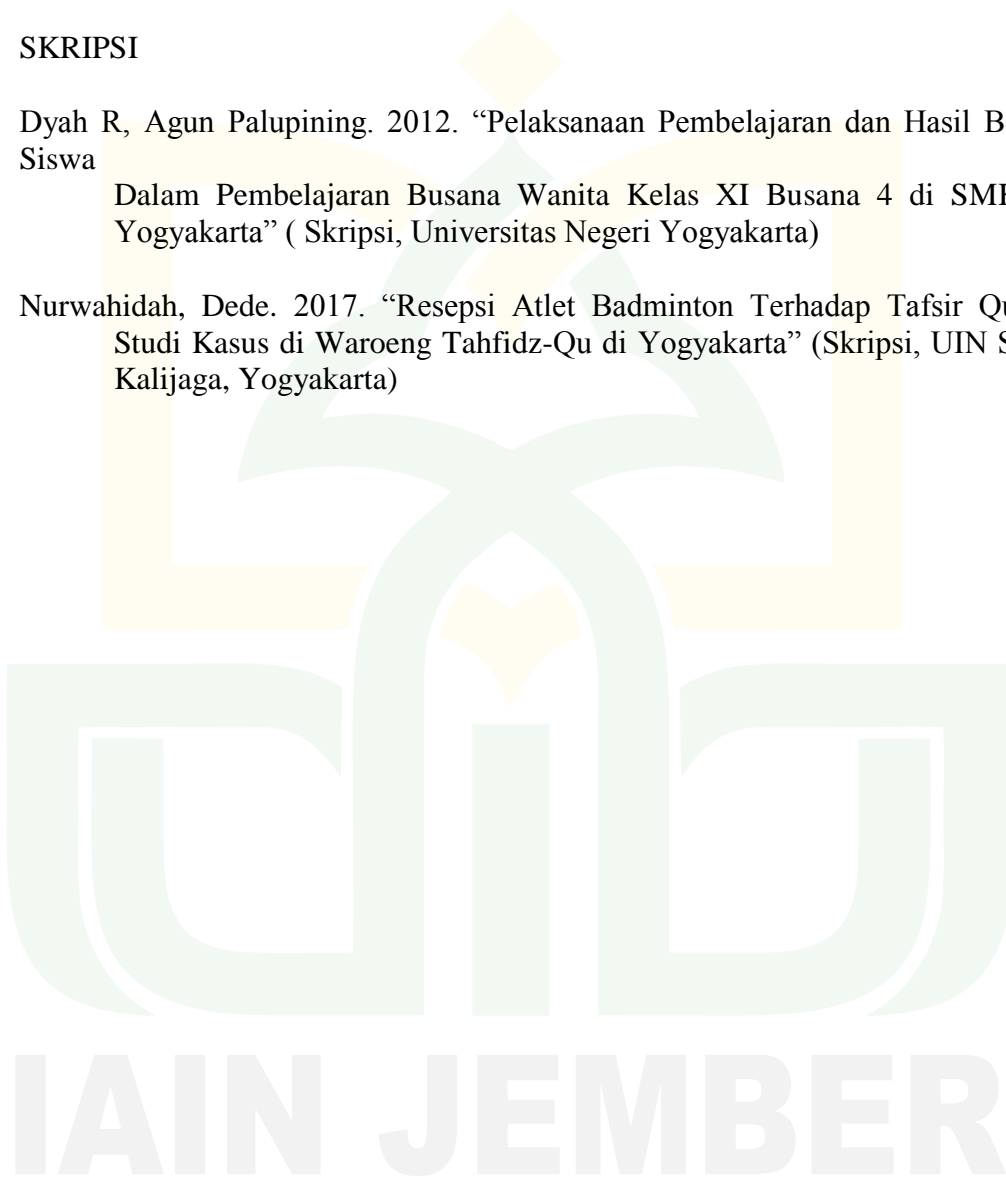 SKRIPSI
Dyah R, Agun Palupining. 2012. “Pelaksanaan Pembelajaran dan Hasil
Siswa
Dalam Pembelajaran Busana Wanita Kelas XI Busana 4 di
Yogyakarta” ( Skripsi, Universitas Negeri Yogyakarta)
Nurwahidah, Dede. 2017. “Resepsi Atlet Badminton Terhadap Tafsir
Studi Kasus di Waroeng Tahfidz-Qu di Yogyakarta” (Skripsi, UIN
Kalijaga, Yogyakarta)
IAIN JEMBER